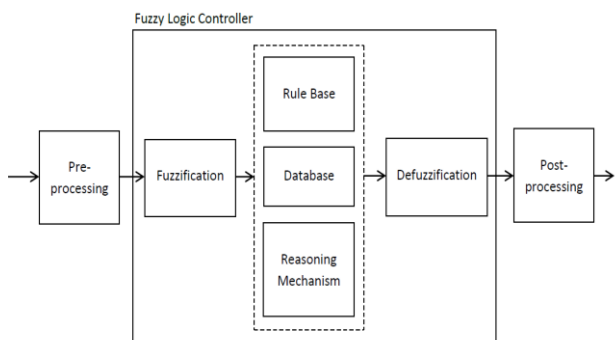 Fuzzy Logic Controller
Pre-
processing
Fuzzification
Rule Base
Database
Reasoning
Mechanism
Defuzzification
Post-
processing